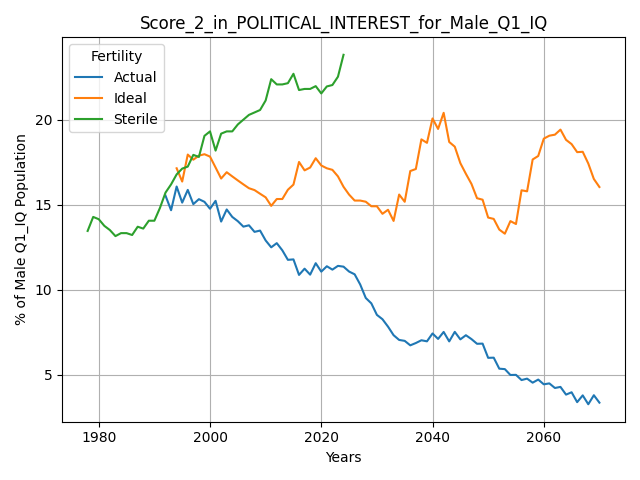 Score_2_in_POLITICAL_INTEREST_for_Male_Q1_IQ
Fertility
Actual
Ideal
Sterile
% of Male Q1_IQ Population
20
15
10
5
1980
2000
2020
2040
2060
Years